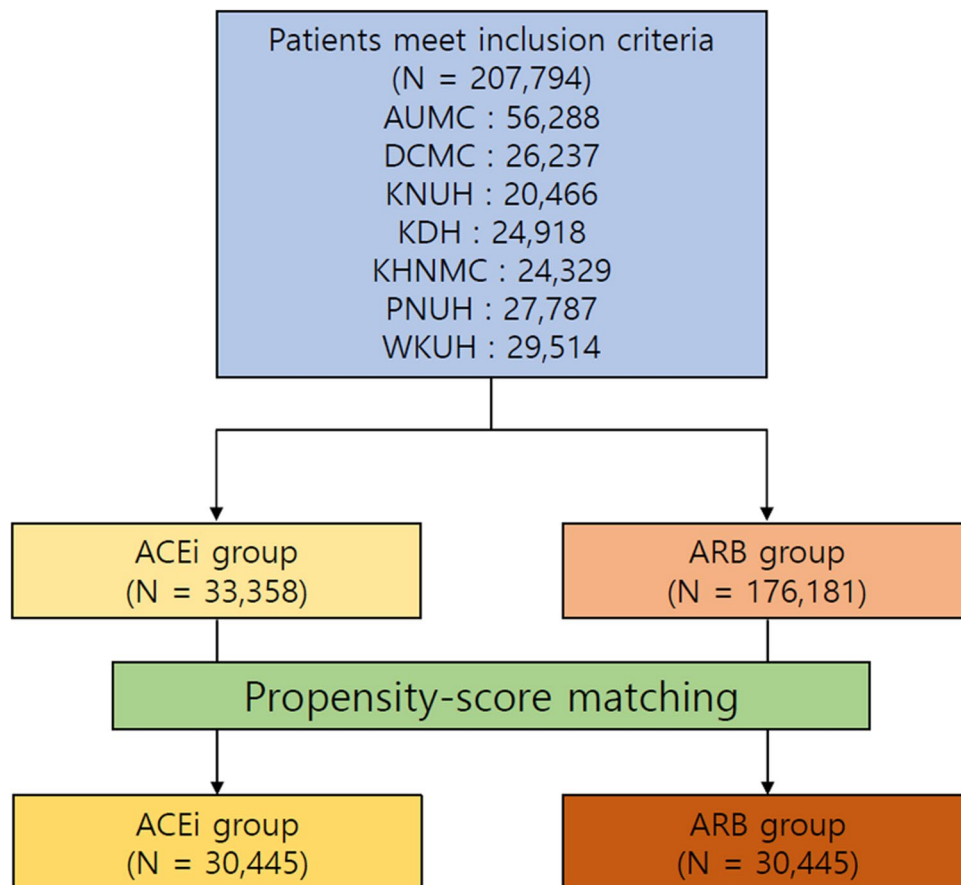 Patients meet inclusion criteria
(N = 207,794)
AUMC : 56,288
DCMC : 26,237
KNUH : 20,466
KDH : 24,918
KHNMC : 24,329
PNUH : 27,787
WKUH : 29,514
ACEi group
(N = 33,358)
ARB group
(N = 176,181)
Propensity-score matching
ACEi group
(N = 30,445)
ARB group
(N = 30,445)